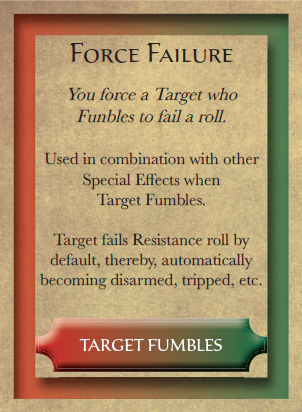 FORCE FAILURE
You force a Target who
Funbles to fail a roll.
Used in combination with other
Special Effects when
Target Fumbles.
Target fails Resistance roll by
default, thereby, automatically
becoming disarmed, tripped, etc.
TARGET FUMBLES